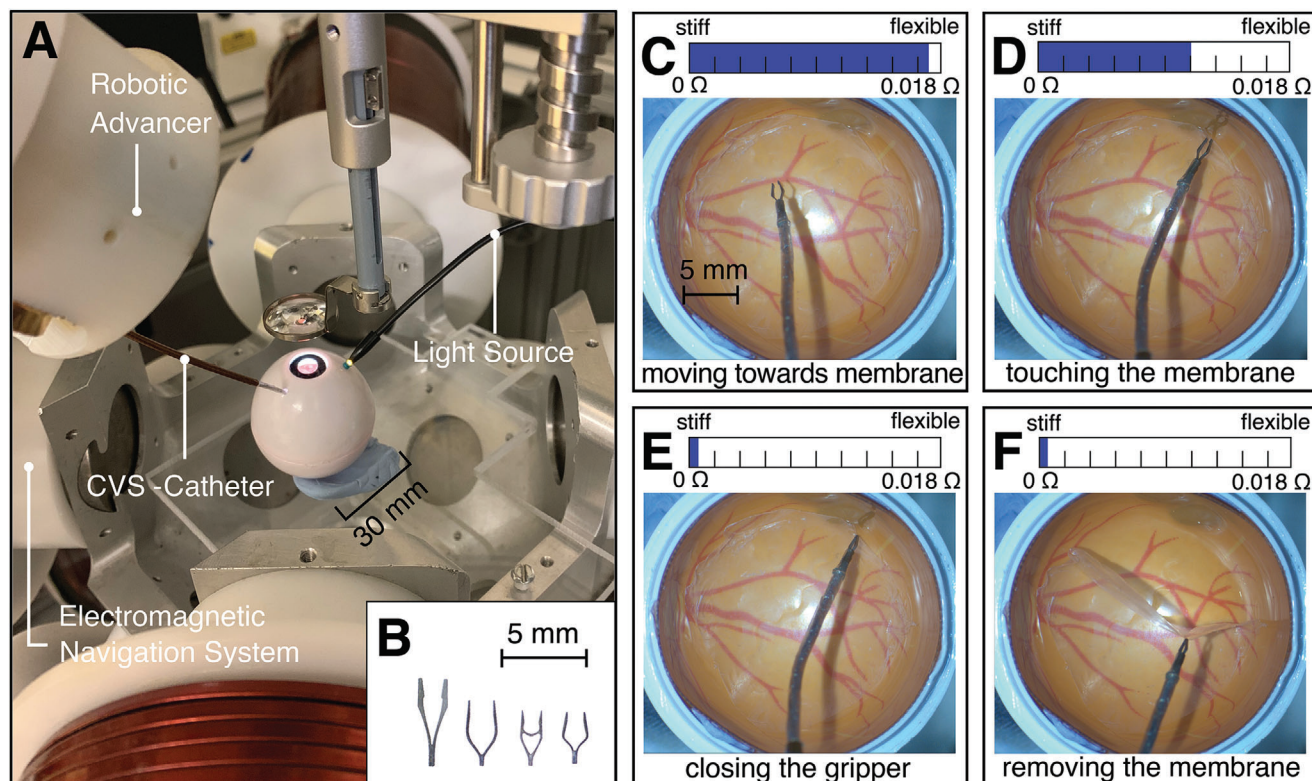 A
Robotic
Advancer
Light Source
CVS -Catheter
30 mm
Electromagnetic
Navigation System
B
5 mm
C
stiff flexible
0 Ω 0.018 Ω
5 mm
moving towards membrane
D
stiff flexible
0 Ω 0.018 Ω
touching the membrane
E
stiff flexible
0 Ω 0.018 Ω
closing the gripper
F
stiff flexible
0 Ω 0.018 Ω
removing the membrane